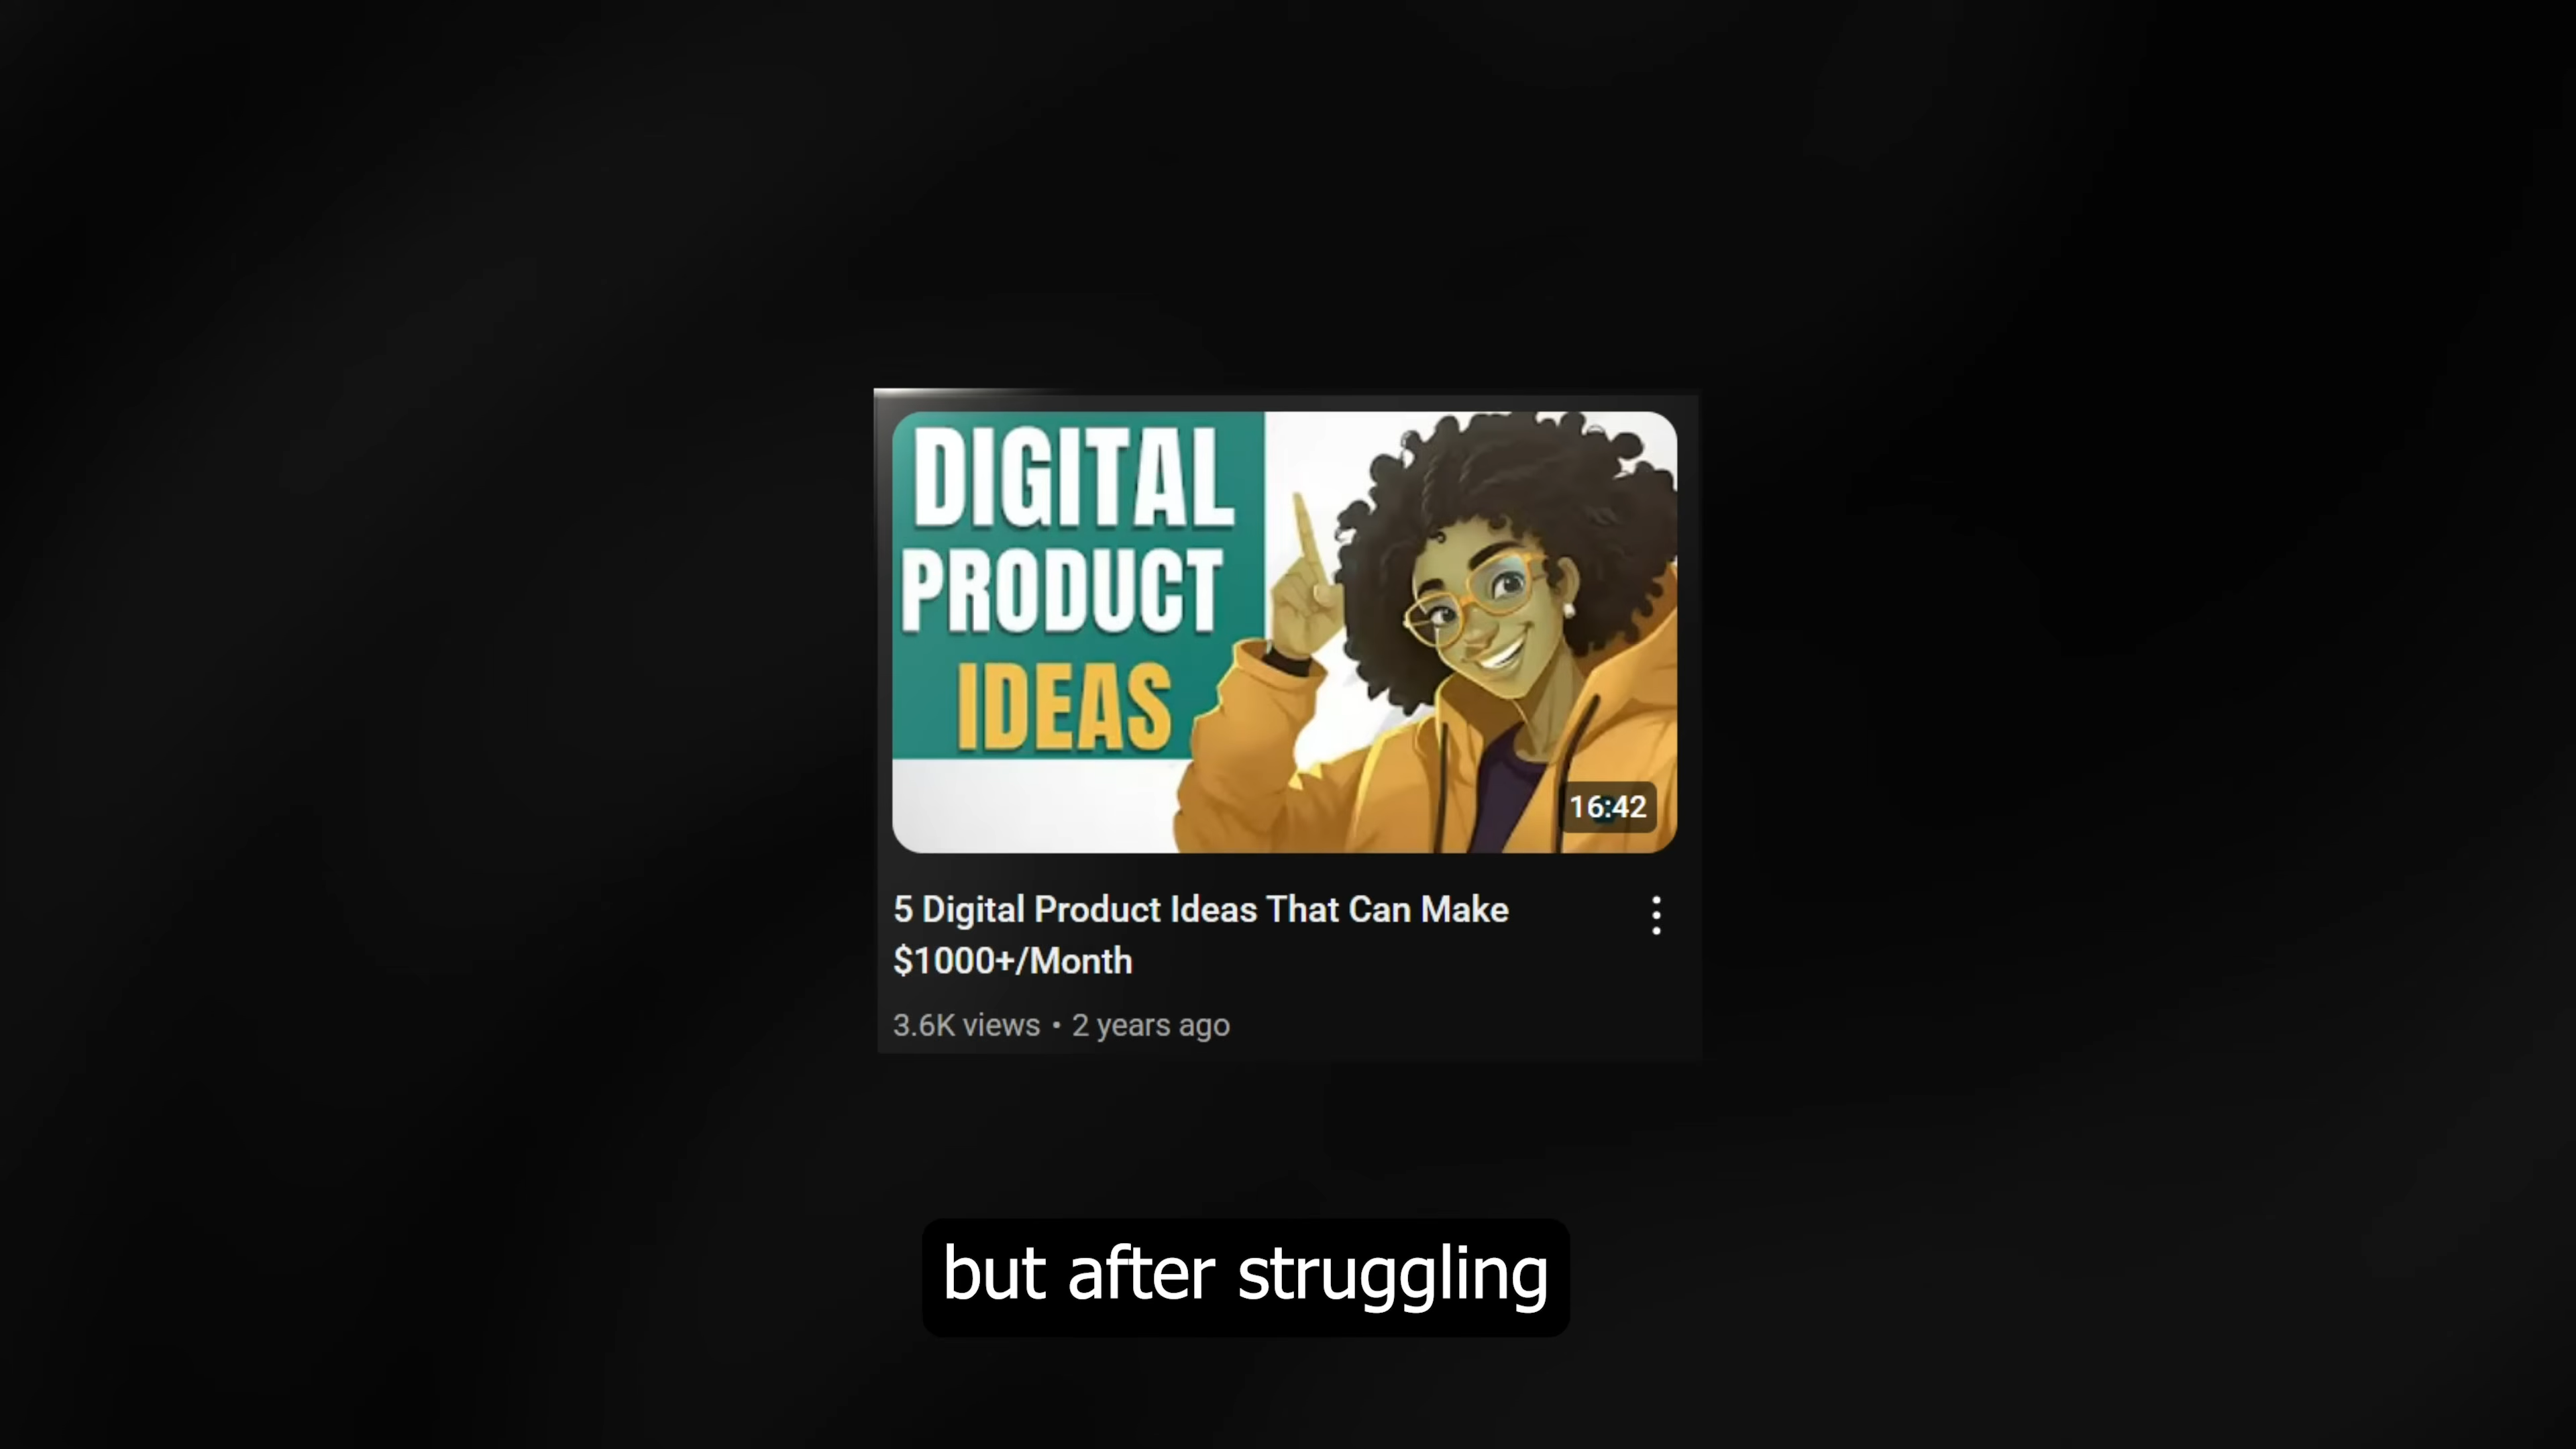 DIGITAL
PRODUCT
IDEAS
16:42
5 Digital Product Ideas That Can Make
$1000+/Month
3.6K views • 2 years ago
but after struggling